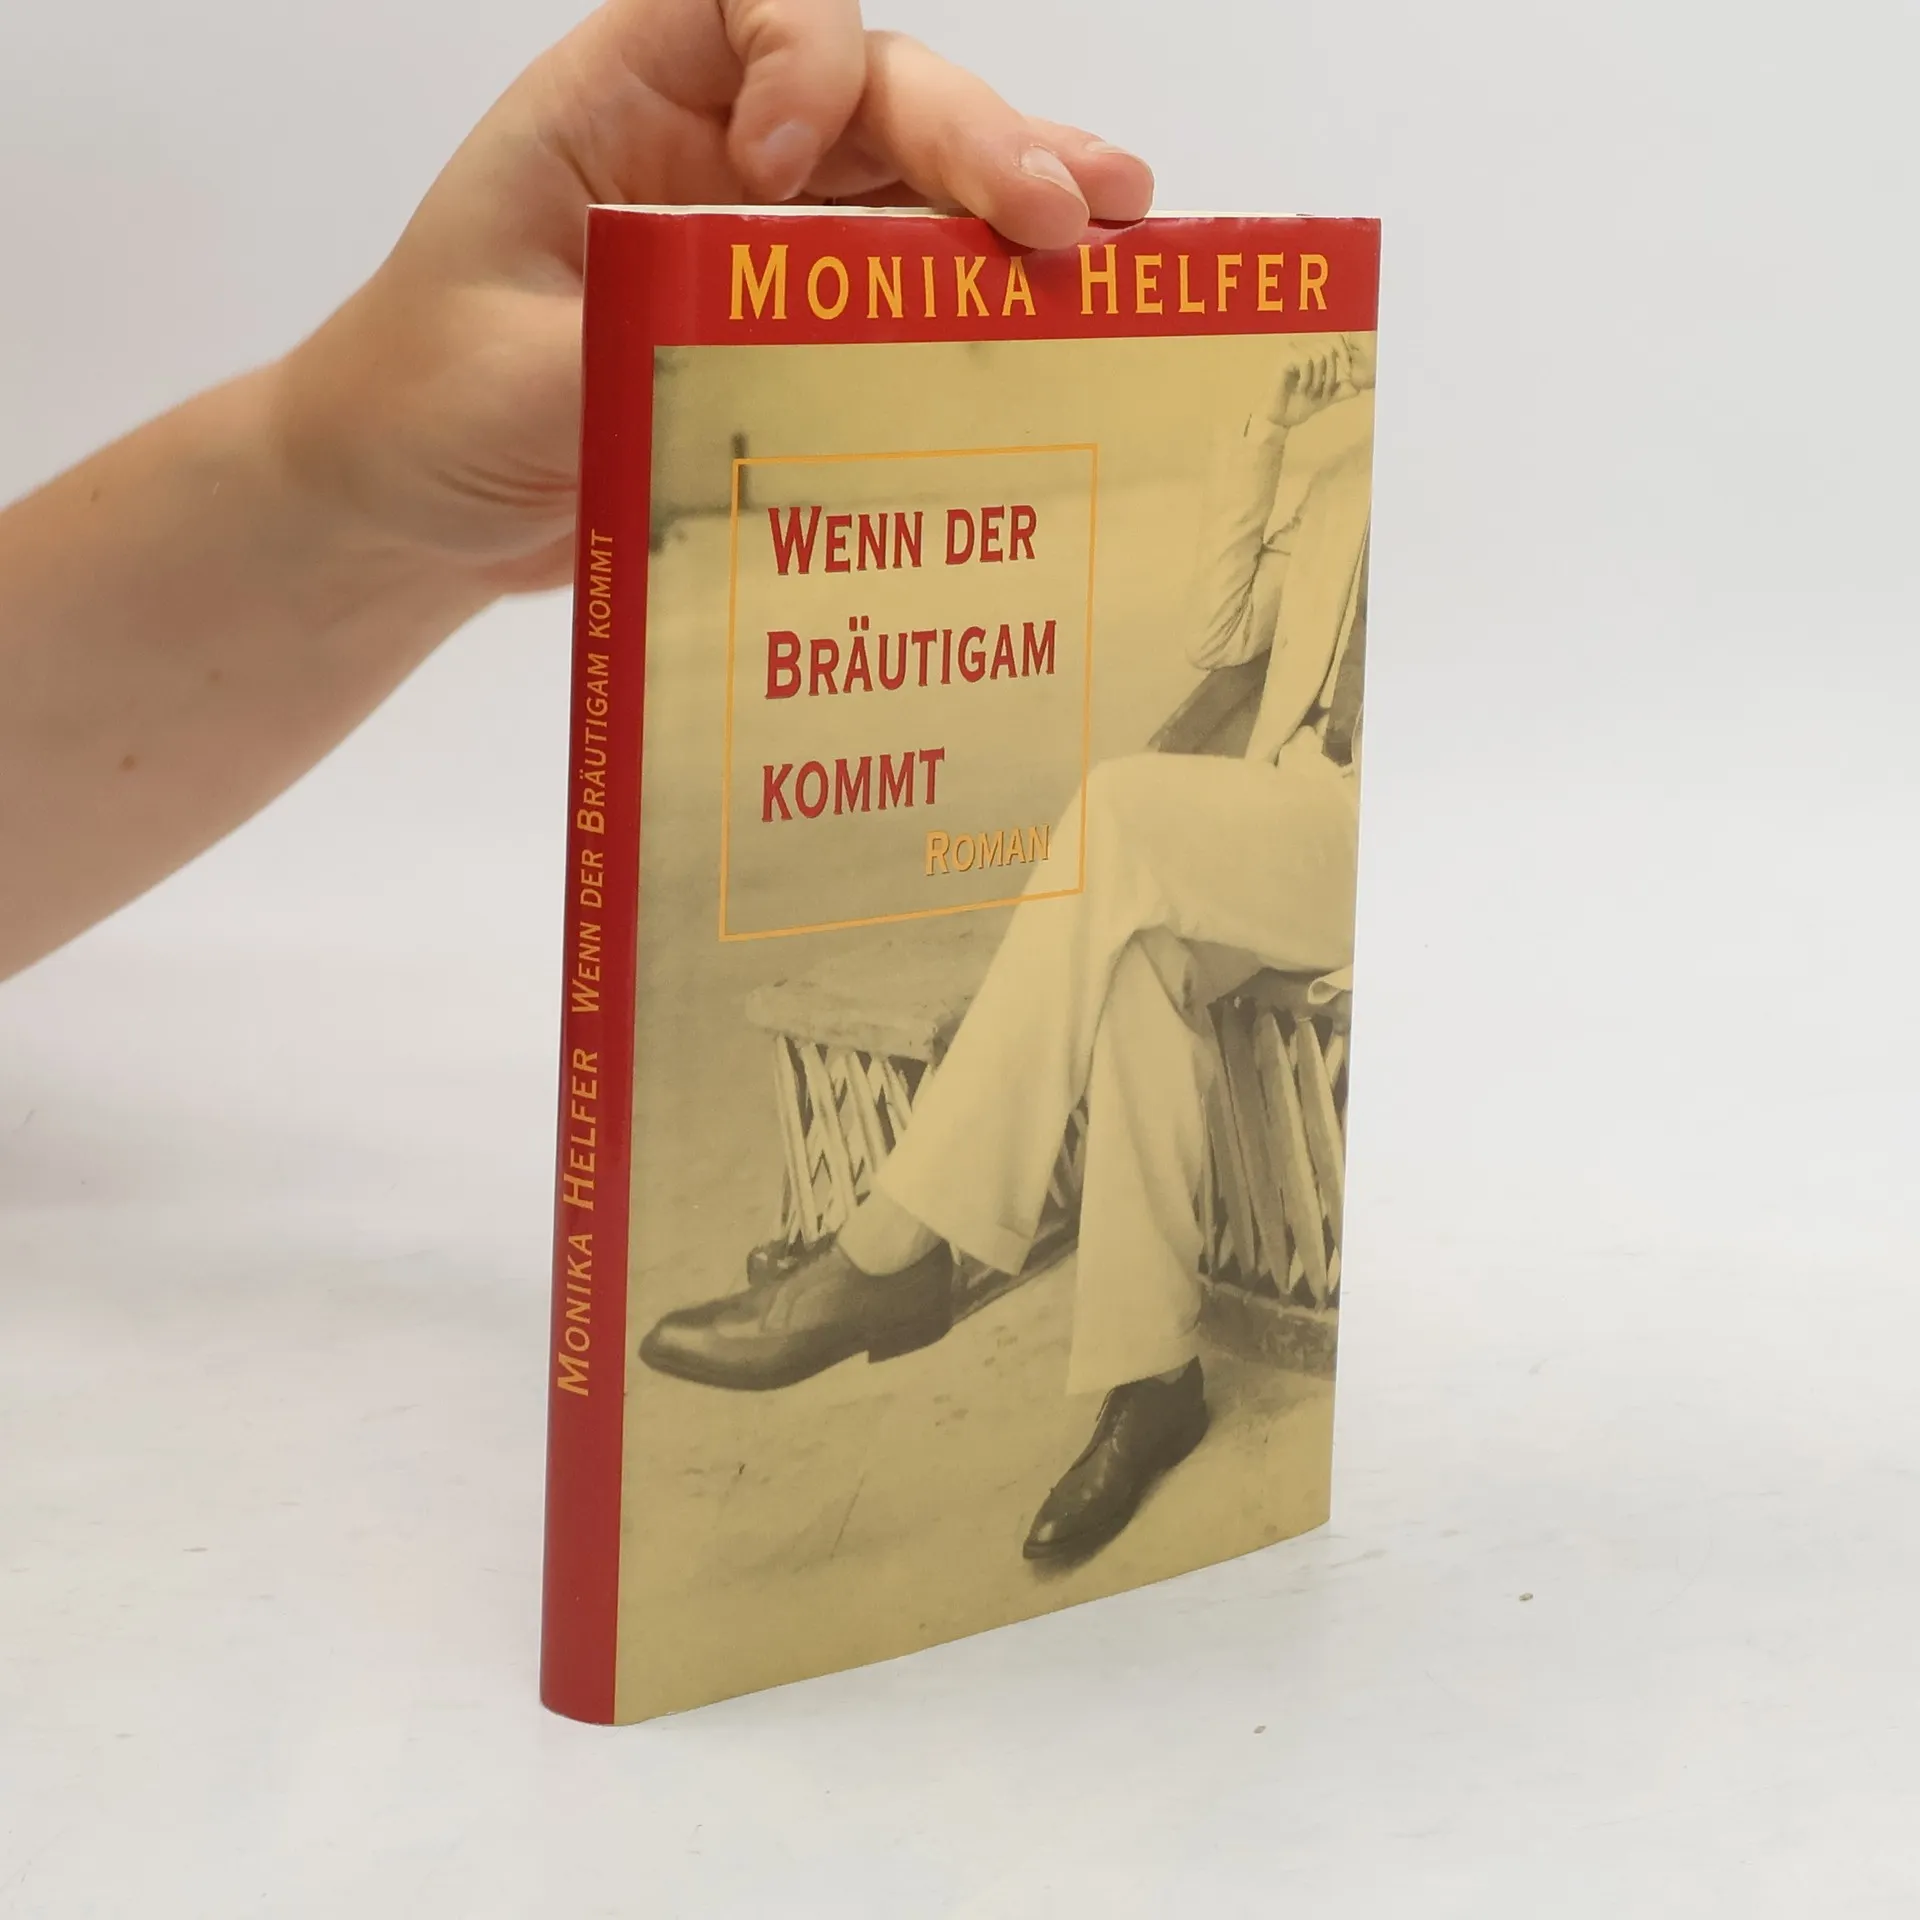 MONIKA HELFER
WENN DER
BRÄUTIGAM
KOMMT
ROMAN
MONIKA HELFER WENN DER BRÄUTIGAM KOMMT